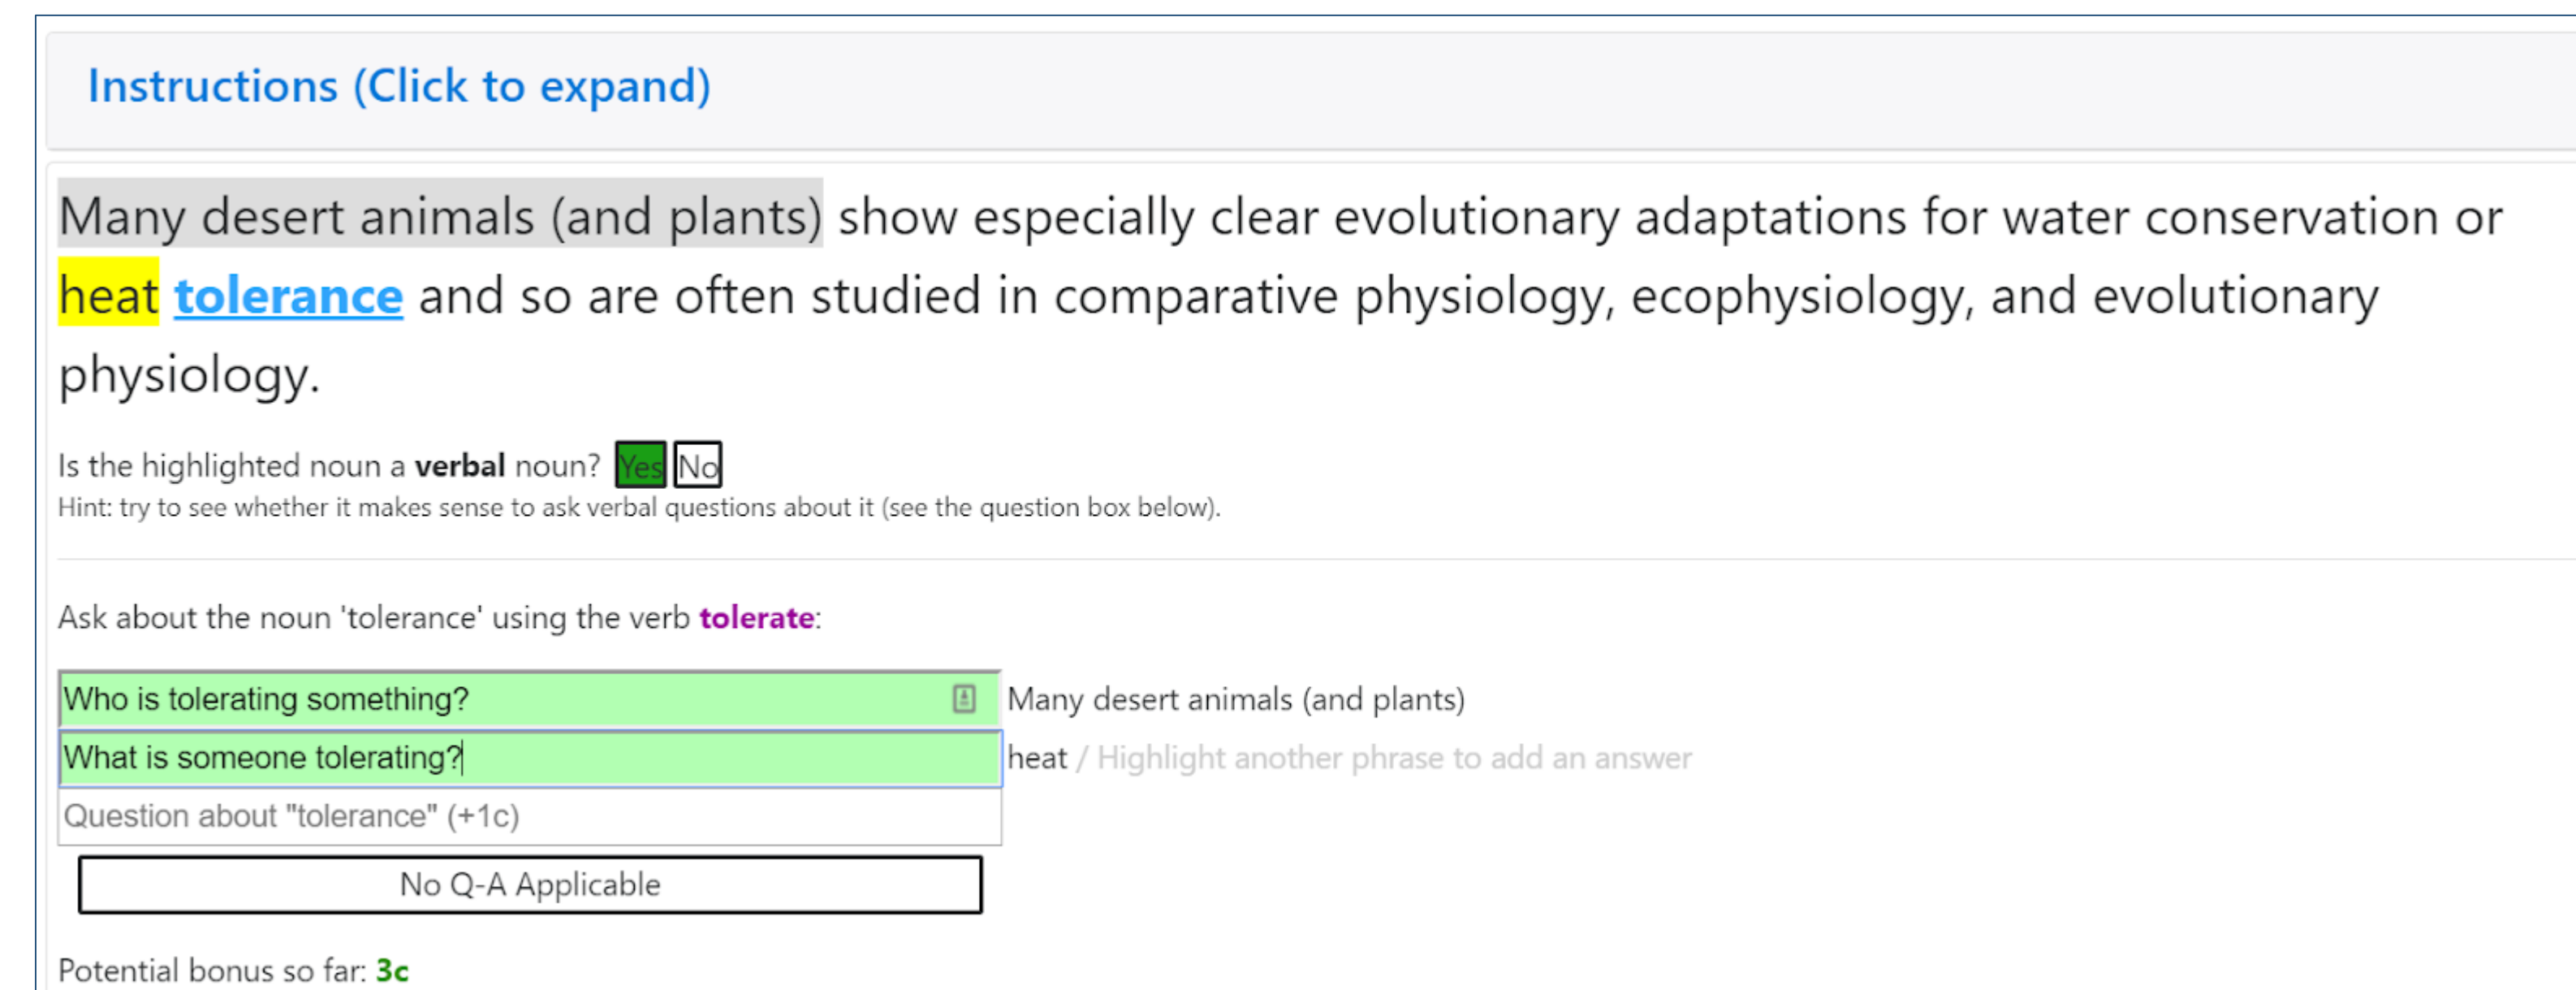 Instructions (Click to expand)
Many desert animals (and plants) show especially clear evolutionary adaptations for water conservation or
heat tolerance and so are often studied in comparative physiology, ecophysiology, and evolutionary
physiology.
Is the highlighted noun a verbal noun? Yes No
Hint: try to see whether it makes sense to ask verbal questions about it (see the question box below).
Ask about the noun 'tolerance' using the verb tolerate:
Who is tolerating something? Many desert animals (and plants)
What is someone tolerating? heat / Highlight another phrase to add an answer
Question about "tolerance" (+1c)
No Q-A Applicable
Potential bonus so far: 3c